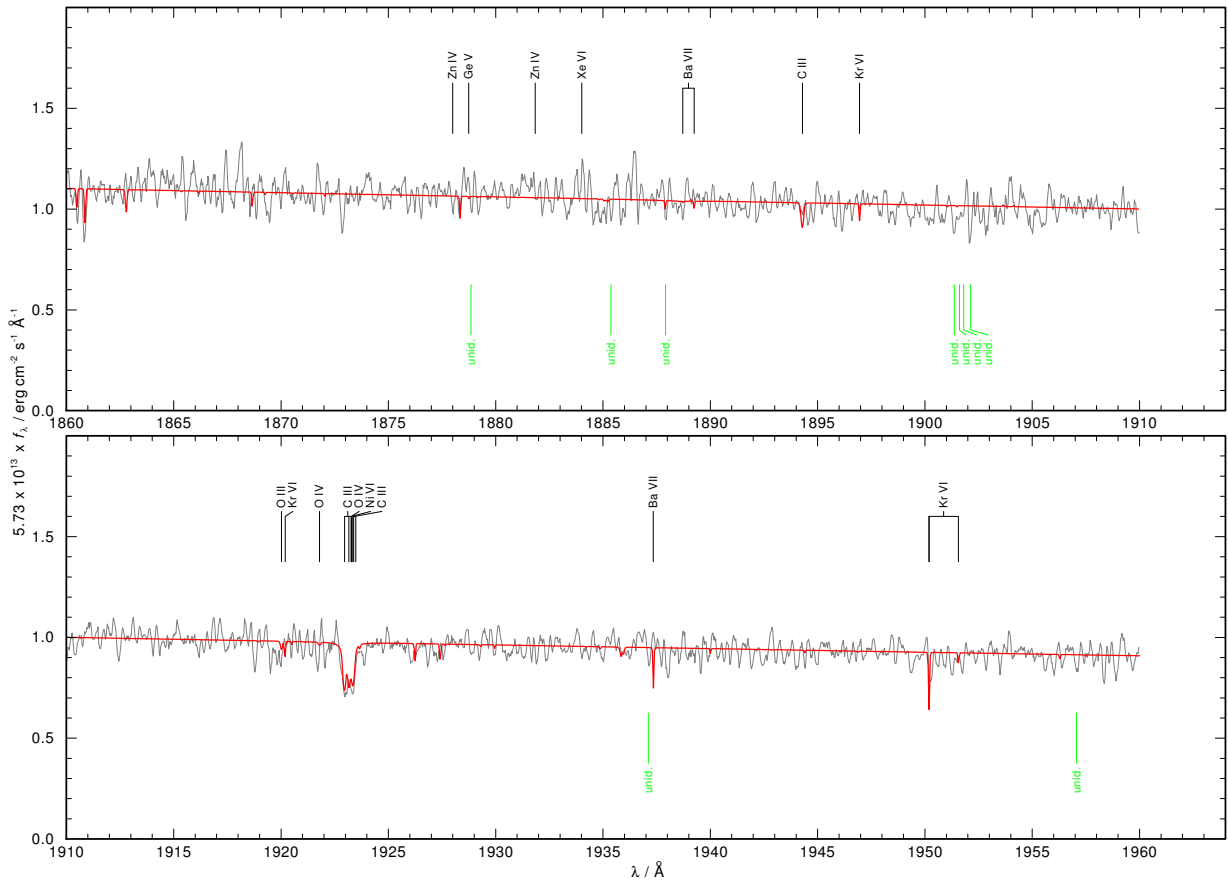 Zn IV
Ge V
Zn IV
Xe VI
Ba VII
C III
Kr VI
1.5
1.0
0.5
0.0
unid.
unid.
unid.
unid.
unid.
unid.
unid.
1860 1865 1870 1875 1880 1885 1890 1895 1900 1905 1910
5.73 x 10¹³ x f_λ / erg cm⁻² s⁻¹ Å⁻¹
O III
Kr VI
O IV
C III
O IV
Ni VI
C III
Ba VII
Kr VI
1.5
1.0
0.5
0.0
unid.
unid.
1910 1915 1920 1925 1930 1935 1940 1945 1950 1955 1960
λ / Å